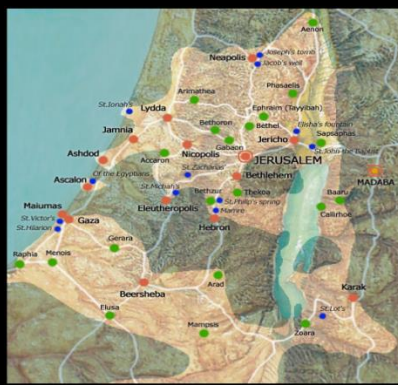 Aenon
Joseph's tomb
Neapolis
Jacob's well
Phasaelis
Arimathea
St.Jonah's
Lydda
Ephraim (Tayyibah)
Elisha's fountain
Bethoron
Bethel
Sapsaphas
Jamnia
Gabaon
Jericho
St.John the Baptist
Nicopolis
Accaron
JERUSALEM
Ashdod
St.Zacharias
Of the Egyptians
Bethlehem
MADABA
Ascalon
St.Micha's
Bethzur
Thekoa
Baaru
St.Philip's spring
Eleutheropolis
Mamre
Callirhoe
Maiumas
St.Victor's
Gaza
Hebron
St.Hilarion
Gerara
Raphia
Menois
Arad
Beersheba
Karak
St.Lot's
Elusa
Zoara
Mampsis